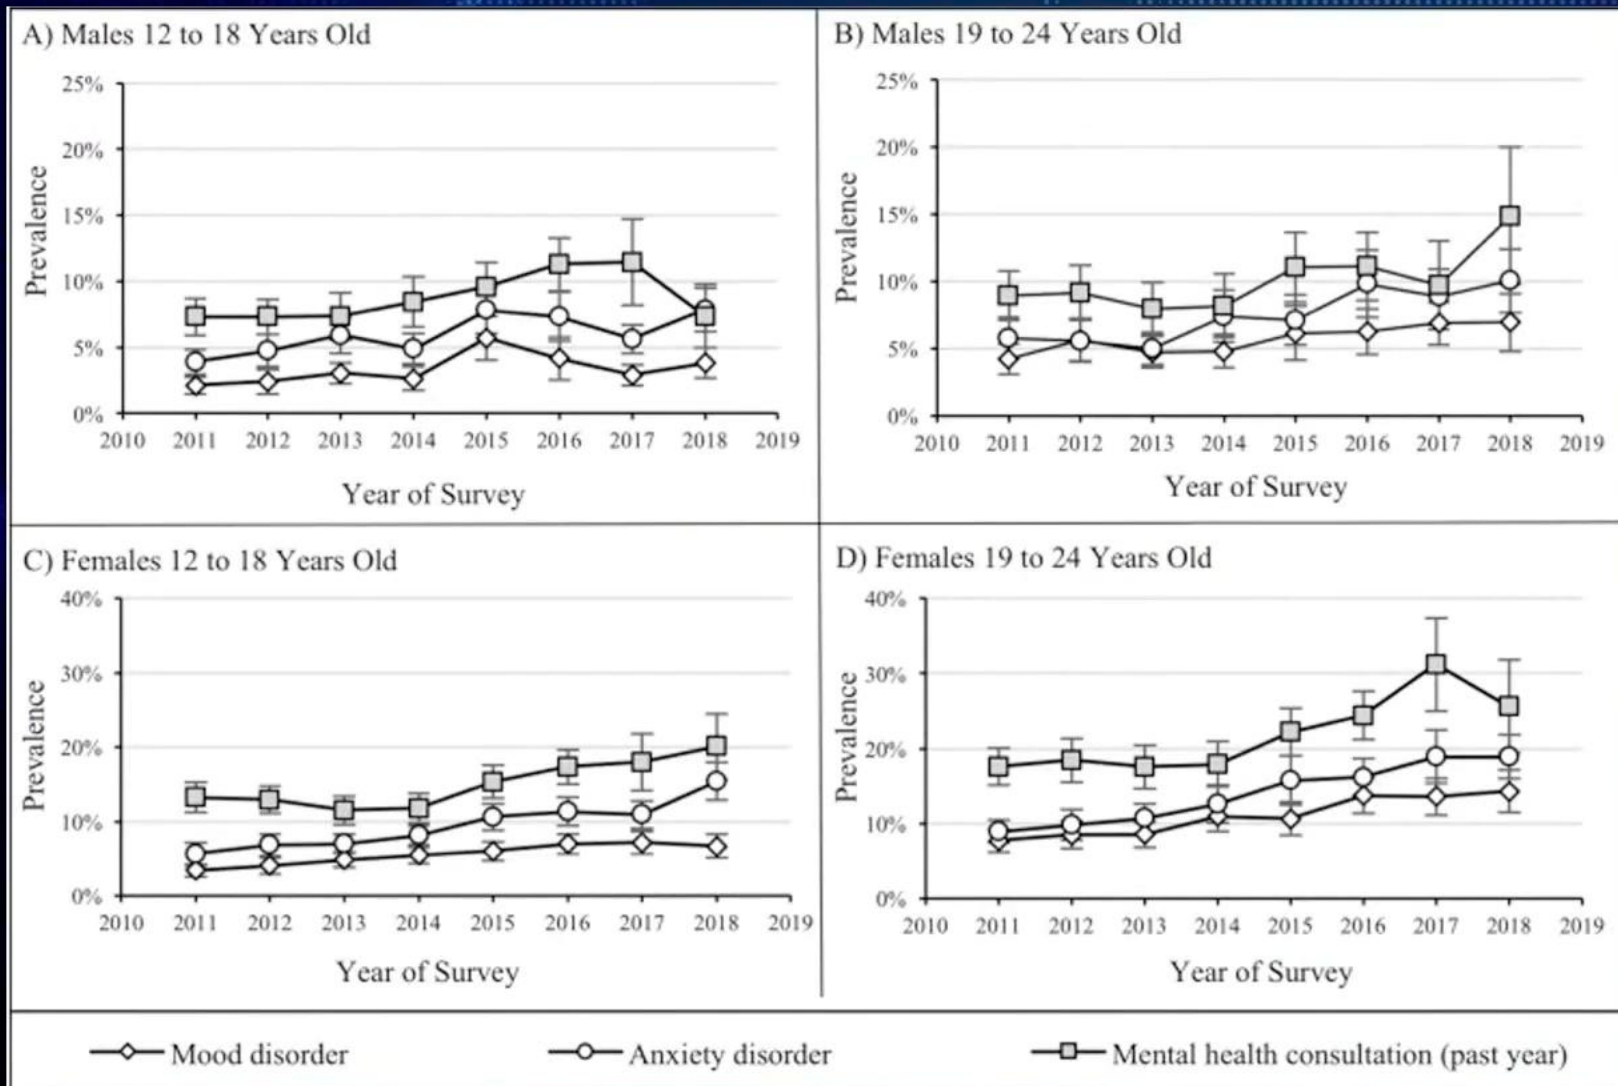 A) Males 12 to 18 Years Old
25%
20%
15%
10%
5%
0%
Prevalence
2010 2011 2012 2013 2014 2015 2016 2017 2018 2019
Year of Survey
B) Males 19 to 24 Years Old
25%
20%
15%
10%
5%
0%
Prevalence
2010 2011 2012 2013 2014 2015 2016 2017 2018 2019
Year of Survey
C) Females 12 to 18 Years Old
40%
30%
20%
10%
0%
Prevalence
2010 2011 2012 2013 2014 2015 2016 2017 2018 2019
Year of Survey
D) Females 19 to 24 Years Old
40%
30%
20%
10%
0%
Prevalence
2010 2011 2012 2013 2014 2015 2016 2017 2018 2019
Year of Survey
Mood disorder Anxiety disorder Mental health consultation (past year)